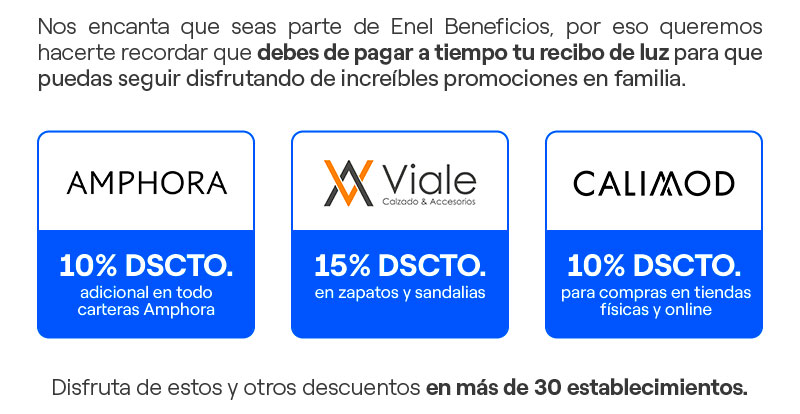 Nos encanta que seas parte de Enel Beneficios, por eso queremos
hacerte recordar que debes de pagar a tiempo tu recibo de luz para que
puedas seguir disfrutando de increíbles promociones en familia.
AMPHORA
10% DSCTO.
adicional en todo
carteras Amphora
Viale
Calzado & Accesorios
15% DSCTO.
en zapatos y sandalias
CALIMOD
10% DSCTO.
para compras en tiendas
físicas y online
Disfruta de estos y otros descuentos en más de 30 establecimientos.